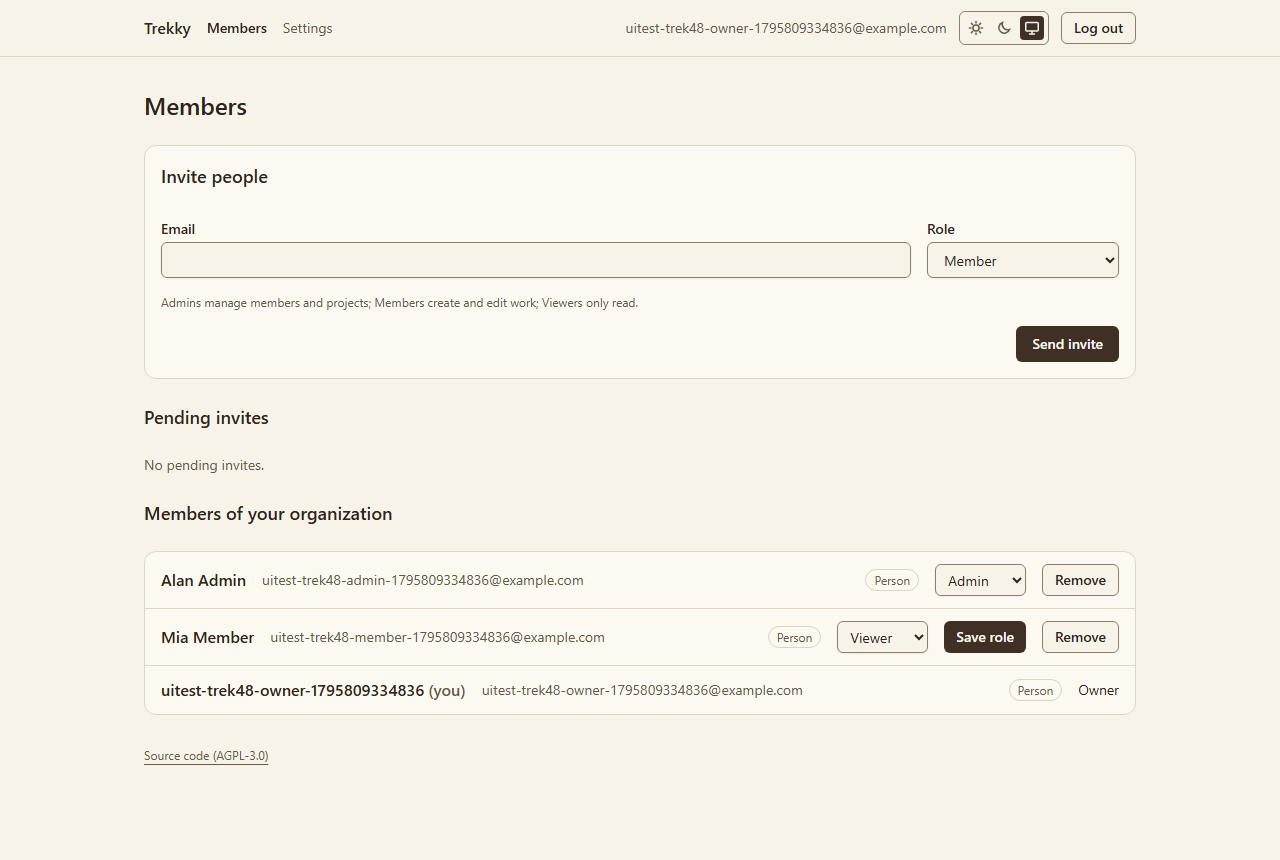 Trekky Members Settings uitest-trek48-owner-1795809334836@example.com Log out
Members
Invite people
Email Role
Member
Admins manage members and projects; Members create and edit work; Viewers only read.
Send invite
Pending invites
No pending invites.
Members of your organization
Alan Admin uitest-trek48-admin-1795809334836@example.com Person Admin Remove
Mia Member uitest-trek48-member-1795809334836@example.com Person Viewer Save role Remove
uitest-trek48-owner-1795809334836 (you) uitest-trek48-owner-1795809334836@example.com Person Owner
Source code (AGPL-3.0)